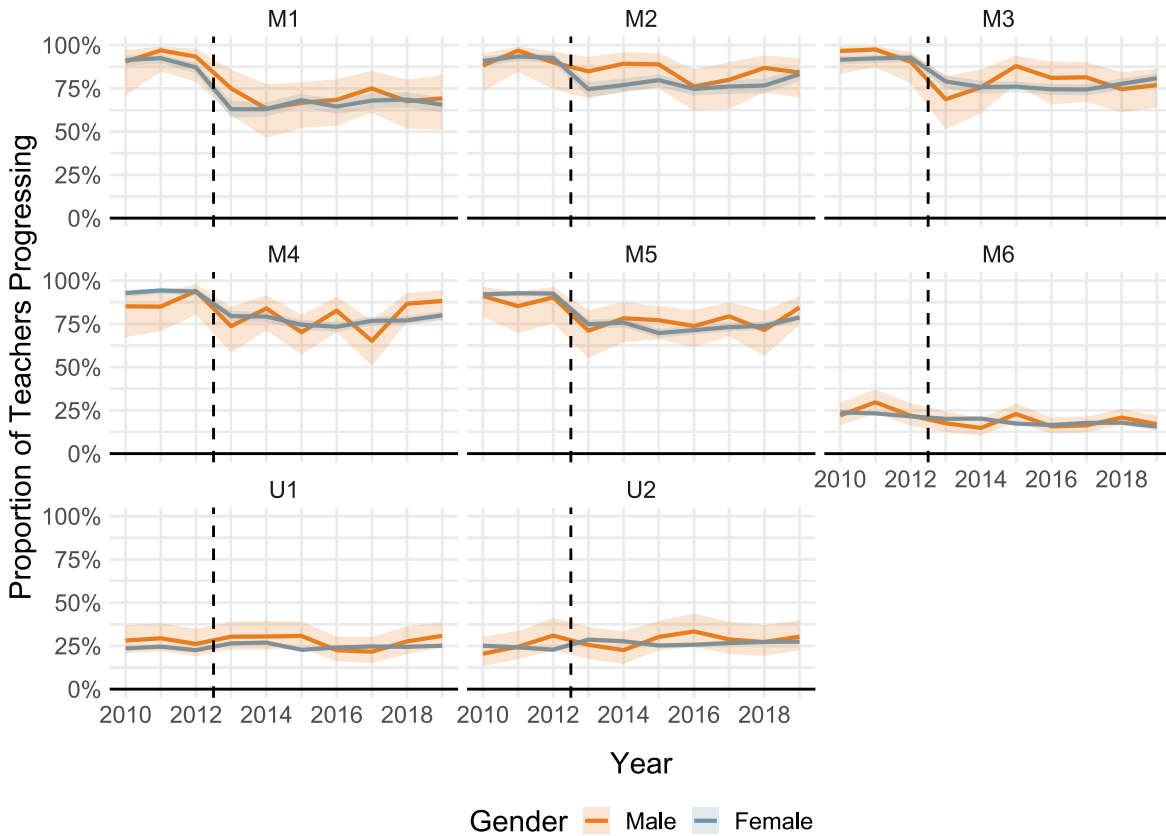 M1 M2 M3
100%
75%
50%
25%
0%
M4 M5 M6
100%
75%
50%
25%
0%
2010 2012 2014 2016 2018
U1 U2
100%
75%
50%
25%
0%
2010 2012 2014 2016 2018 2010 2012 2014 2016 2018
Proportion of Teachers Progressing
Year
Gender Male Female